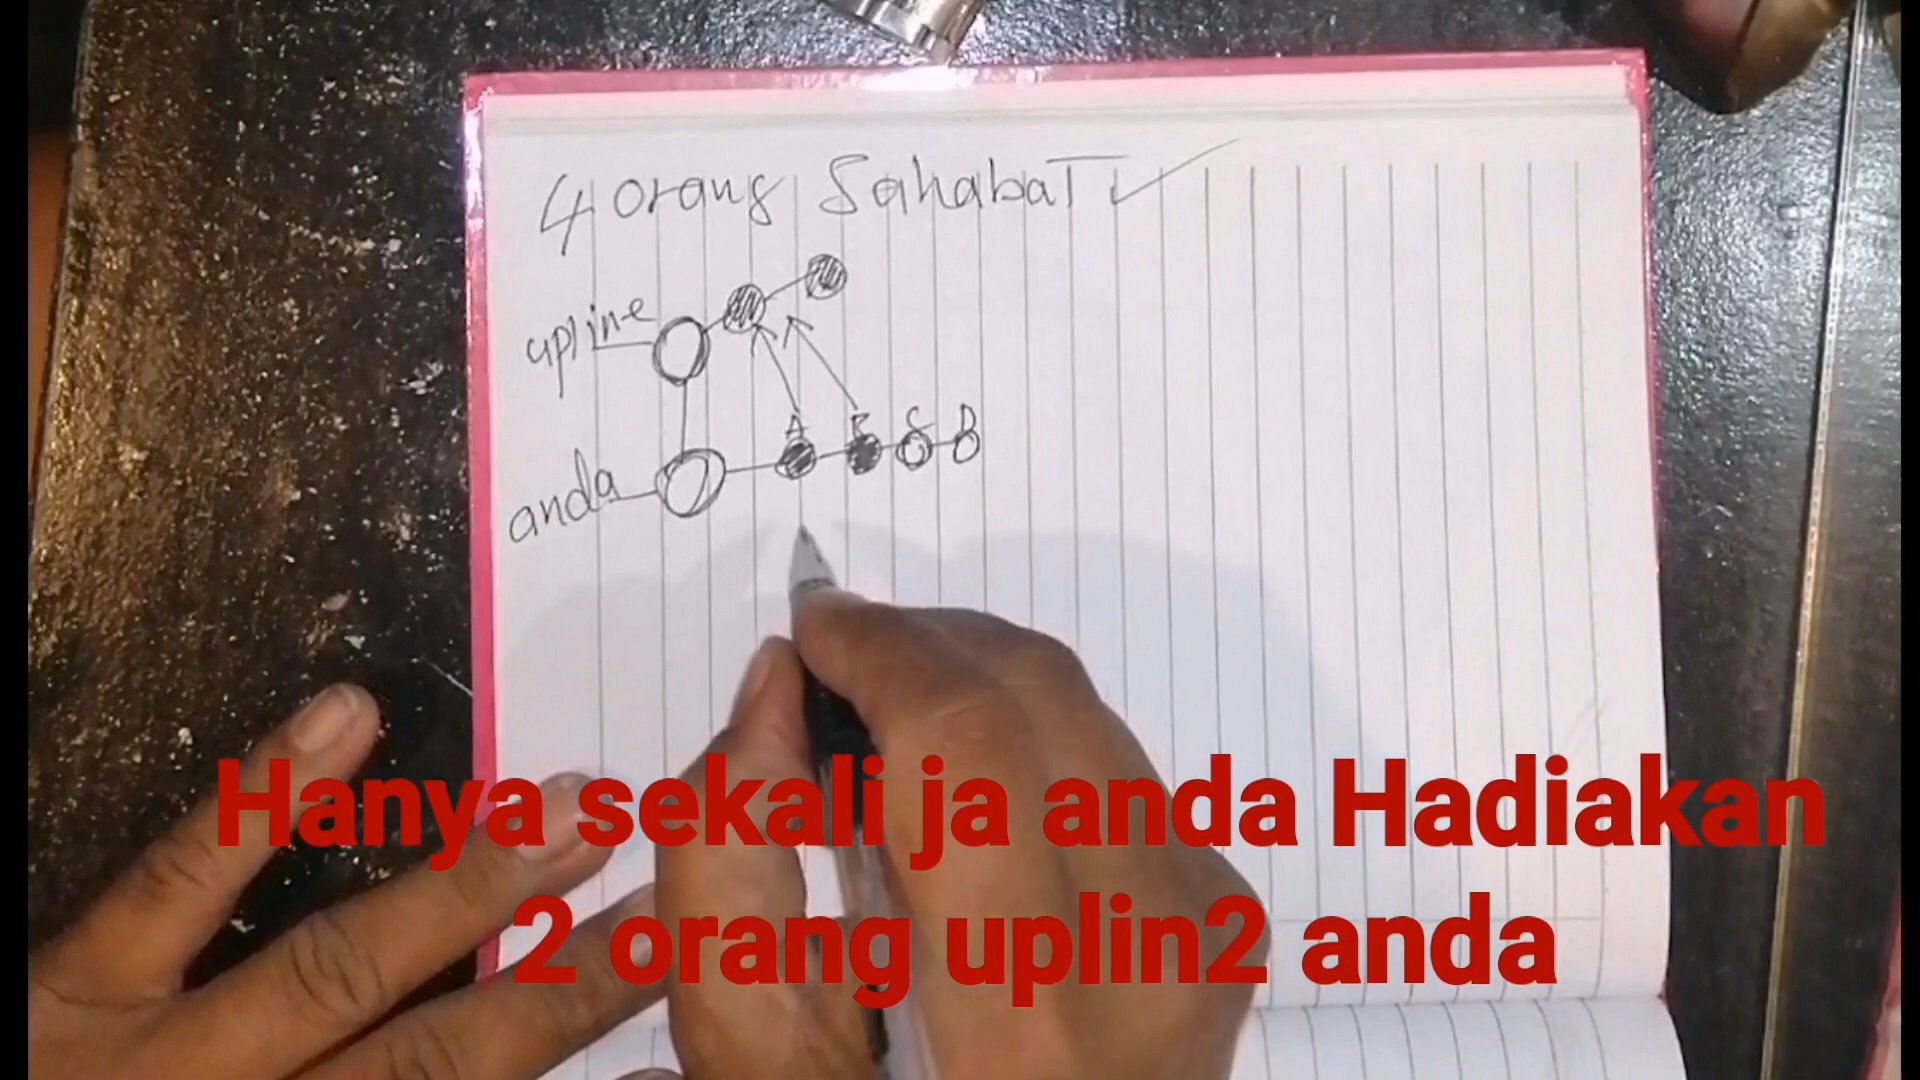 4 orang Sahabat
upline
A B C D
anda
Hanya sekali ja anda Hadiakan
2 orang uplin2 anda